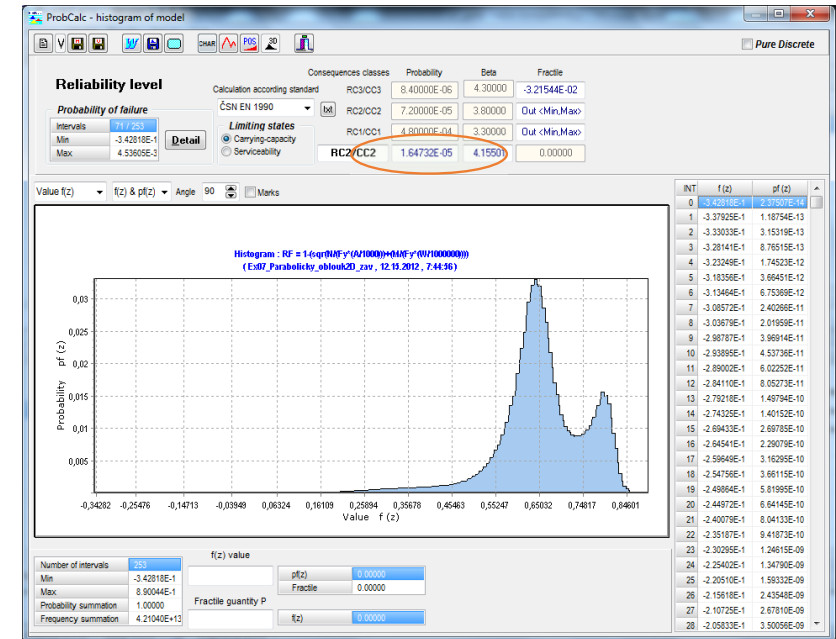 ProbCalc - histogram of model
V CHAR POS 3D Pure Discrete
Consequences classes Probability Beta Fractile
Reliability level
Calculation according standard RC3/CC3 8.40000E-06 4.30000 -3.21544E-02
Probability of failure ČSN EN 1990 txt RC2/CC2 7.20000E-05 3.80000 Out <Min,Max>
Intervals 71 / 253 Limiting states RC1/CC1 4.80000E-04 3.30000 Out <Min,Max>
Min -3.42818E-1 Detail Carrying-capacity
Max 4.53605E-3 Serviceability RC2/CC2 1.64732E-05 4.15501 0.00000
Value f(z) f(z) & pf(z) Angle 90 Marks
Histogram : RF = 1-(sqr(N/(Fy*(A/1000)))+(M/(Fy*(W/1000000))))
( Ex07_Parabolicky_oblouk2D_zav , 12.15.2012 , 7:44:56 )
Probability pf (z)
0,03
0,025
0,02
0,015
0,01
0,005
-0,34282 -0,25476 -0,14713 -0,03949 0,06324 0,16109 0,25894 0,35678 0,45463 0,55247 0,65032 0,74817 0,84601
Value f (z)
INT f (z) pf (z)
0 -3.42818E-1 2.37507E-14
1 -3.37925E-1 1.18754E-13
2 -3.33033E-1 3.15319E-13
3 -3.28141E-1 8.76515E-13
4 -3.23249E-1 1.74523E-12
5 -3.18356E-1 3.66451E-12
6 -3.13464E-1 6.75369E-12
7 -3.08572E-1 2.40266E-11
8 -3.03679E-1 2.01959E-11
9 -2.98787E-1 3.96914E-11
10 -2.93895E-1 4.53736E-11
11 -2.89002E-1 6.02252E-11
12 -2.84110E-1 8.05273E-11
13 -2.79218E-1 1.49794E-10
14 -2.74325E-1 1.40152E-10
15 -2.69433E-1 2.69785E-10
16 -2.64541E-1 2.29079E-10
17 -2.59649E-1 3.16295E-10
18 -2.54756E-1 3.66115E-10
19 -2.49864E-1 5.81995E-10
20 -2.44972E-1 6.64145E-10
21 -2.40079E-1 8.04133E-10
22 -2.35187E-1 9.41873E-10
23 -2.30295E-1 1.24615E-09
24 -2.25402E-1 1.34790E-09
25 -2.20510E-1 1.59332E-09
26 -2.15618E-1 2.43548E-09
27 -2.10725E-1 2.67810E-09
28 -2.05833E-1 3.50056E-09
f(z) value
Number of intervals 253
Min -3.42818E-1 pf(z) 0.00000
Max 8.90044E-1 Fractile 0.00000
Probability summation 1.00000 Fractile quantity P
Frequency summation 4.21040E+13 f(z) 0.00000